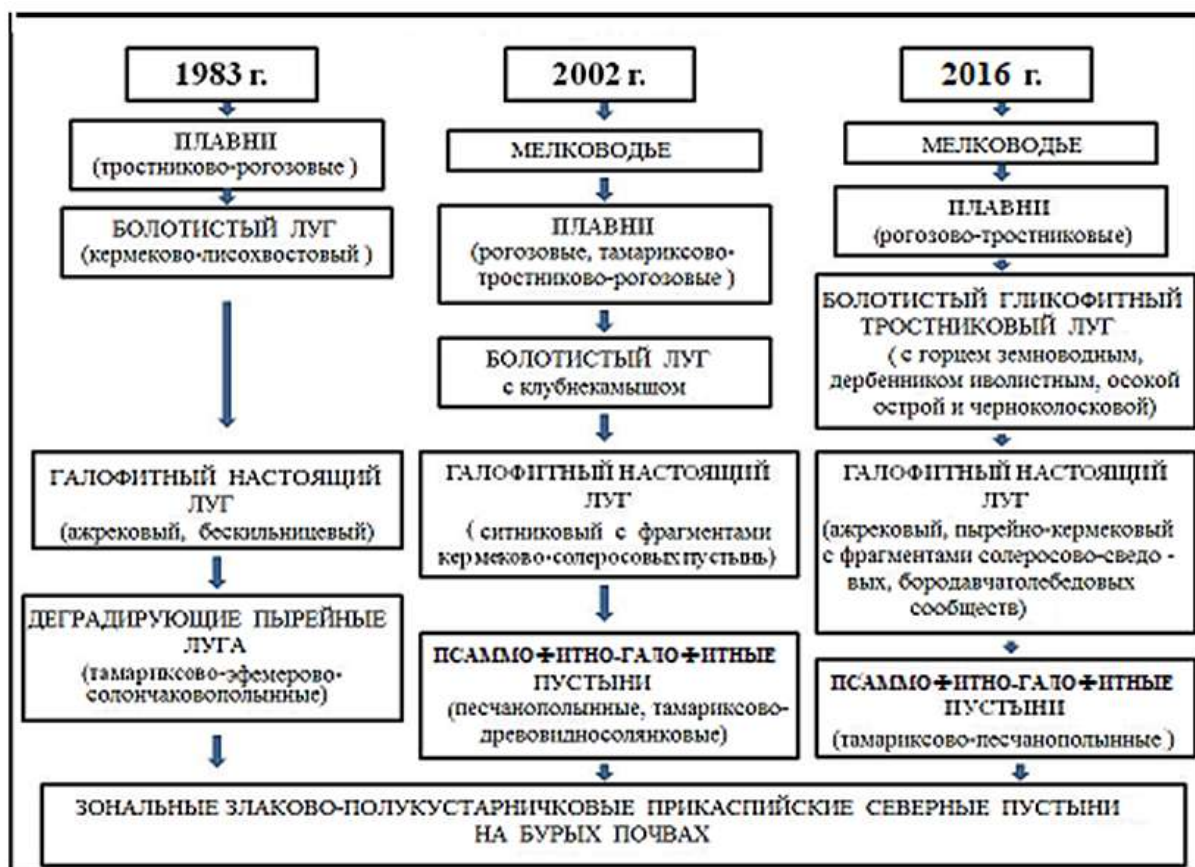 1983 г.
ПЛАВНИ
(тростниково-рогозовые )
БОЛОТИСТЫЙ ЛУГ
(кермеково-лисохвостовый )
ГАЛОФИТНЫЙ НАСТОЯЩИЙ
ЛУГ
(ажрековый, бескильницевый)
ДЕГРАДИРУЮЩИЕ ПЫРЕЙНЫЕ
ЛУГА
(тамариксово-эфемерово-
солончаковополынные)
2002 г.
МЕЛКОВОДЬЕ
ПЛАВНИ
(рогозовые, тамариксово-
тростниково-рогозовые )
БОЛОТИСТЫЙ ЛУГ
с клубнекамышом
ГАЛОФИТНЫЙ НАСТОЯЩИЙ
ЛУГ
( ситниковый с фрагментами
кермеково-солеросовых пустынь)
ПСАММОФИТНО-ГАЛОФИТНЫЕ
ПУСТЫНИ
(песчанополынные, тамариксово-
древовидносолянковые)
2016 г.
МЕЛКОВОДЬЕ
ПЛАВНИ
(рогозово-тростниковые)
БОЛОТИСТЫЙ ГЛИКОФИТНЫЙ
ТРОСТНИКОВЫЙ ЛУГ
( с горцем земноводным,
дербенником иволистным, осокой
острой и черноколосковой)
ГАЛОФИТНЫЙ НАСТОЯЩИЙ
ЛУГ
(ажрековый, пырейно-кермековый
с фрагментами солеросово-сведо -
вых, бородавчатолебедовых
сообществ)
ПСАММОФИТНО-ГАЛОФИТНЫЕ
ПУСТЫНИ
(тамариксово-песчанополынные )
ЗОНАЛЬНЫЕ ЗЛАКОВО-ПОЛУКУСТАРНИЧКОВЫЕ ПРИКАСПИЙСКИЕ СЕВЕРНЫЕ ПУСТЫНИ
НА БУРЫХ ПОЧВАХ